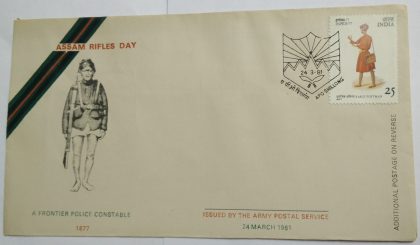 ASSAM RIFLES DAY
INDIA
25
24·3·81
APO SHILLONG
A FRONTIER POLICE CONSTABLE
1877
ISSUED BY THE ARMY POSTAL SERVICE
24 MARCH 1981
ADDITIONAL POSTAGE ON REVERSE